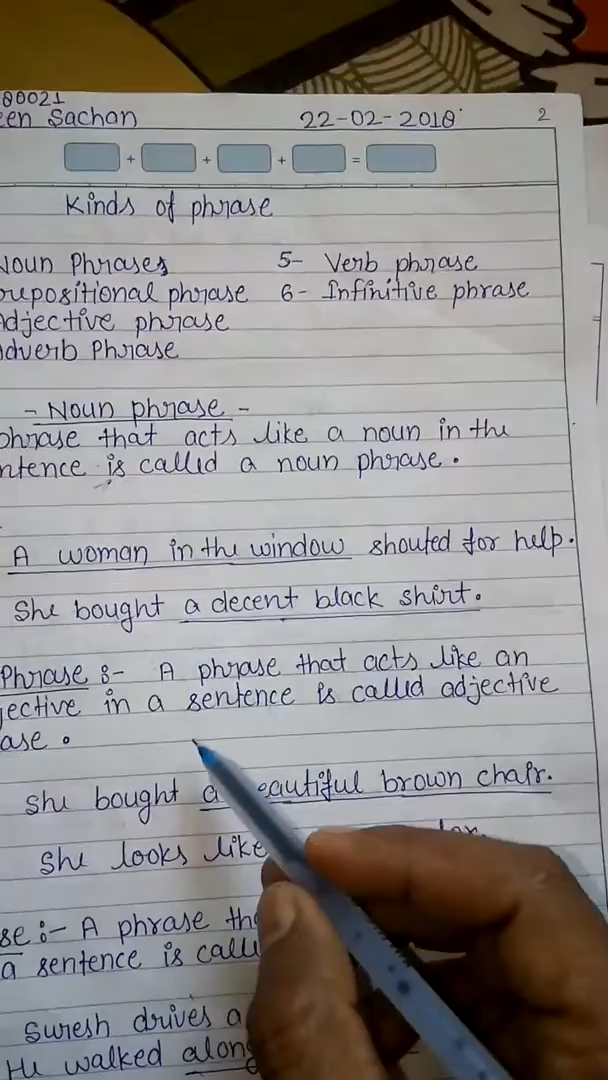 80021
een Sachan 22-02-2018 2
+ + + =
Kinds of phrase
Noun Phrases 5- Verb phrase
repositional phrase 6- Infinitive phrase
Adjective phrase
Adverb Phrase
- Noun phrase -
phrase that acts like a noun in the
ntence is called a noun phrase.
A woman in the window shouted for help.
She bought a decent black shirt.
Phrase :- A phrase that acts like an
jective in a sentence is called adjective
ase.
She bought a eautiful brown chair.
She looks like
se :- A phrase th
a sentence is call
Suresh drives a
He walked along